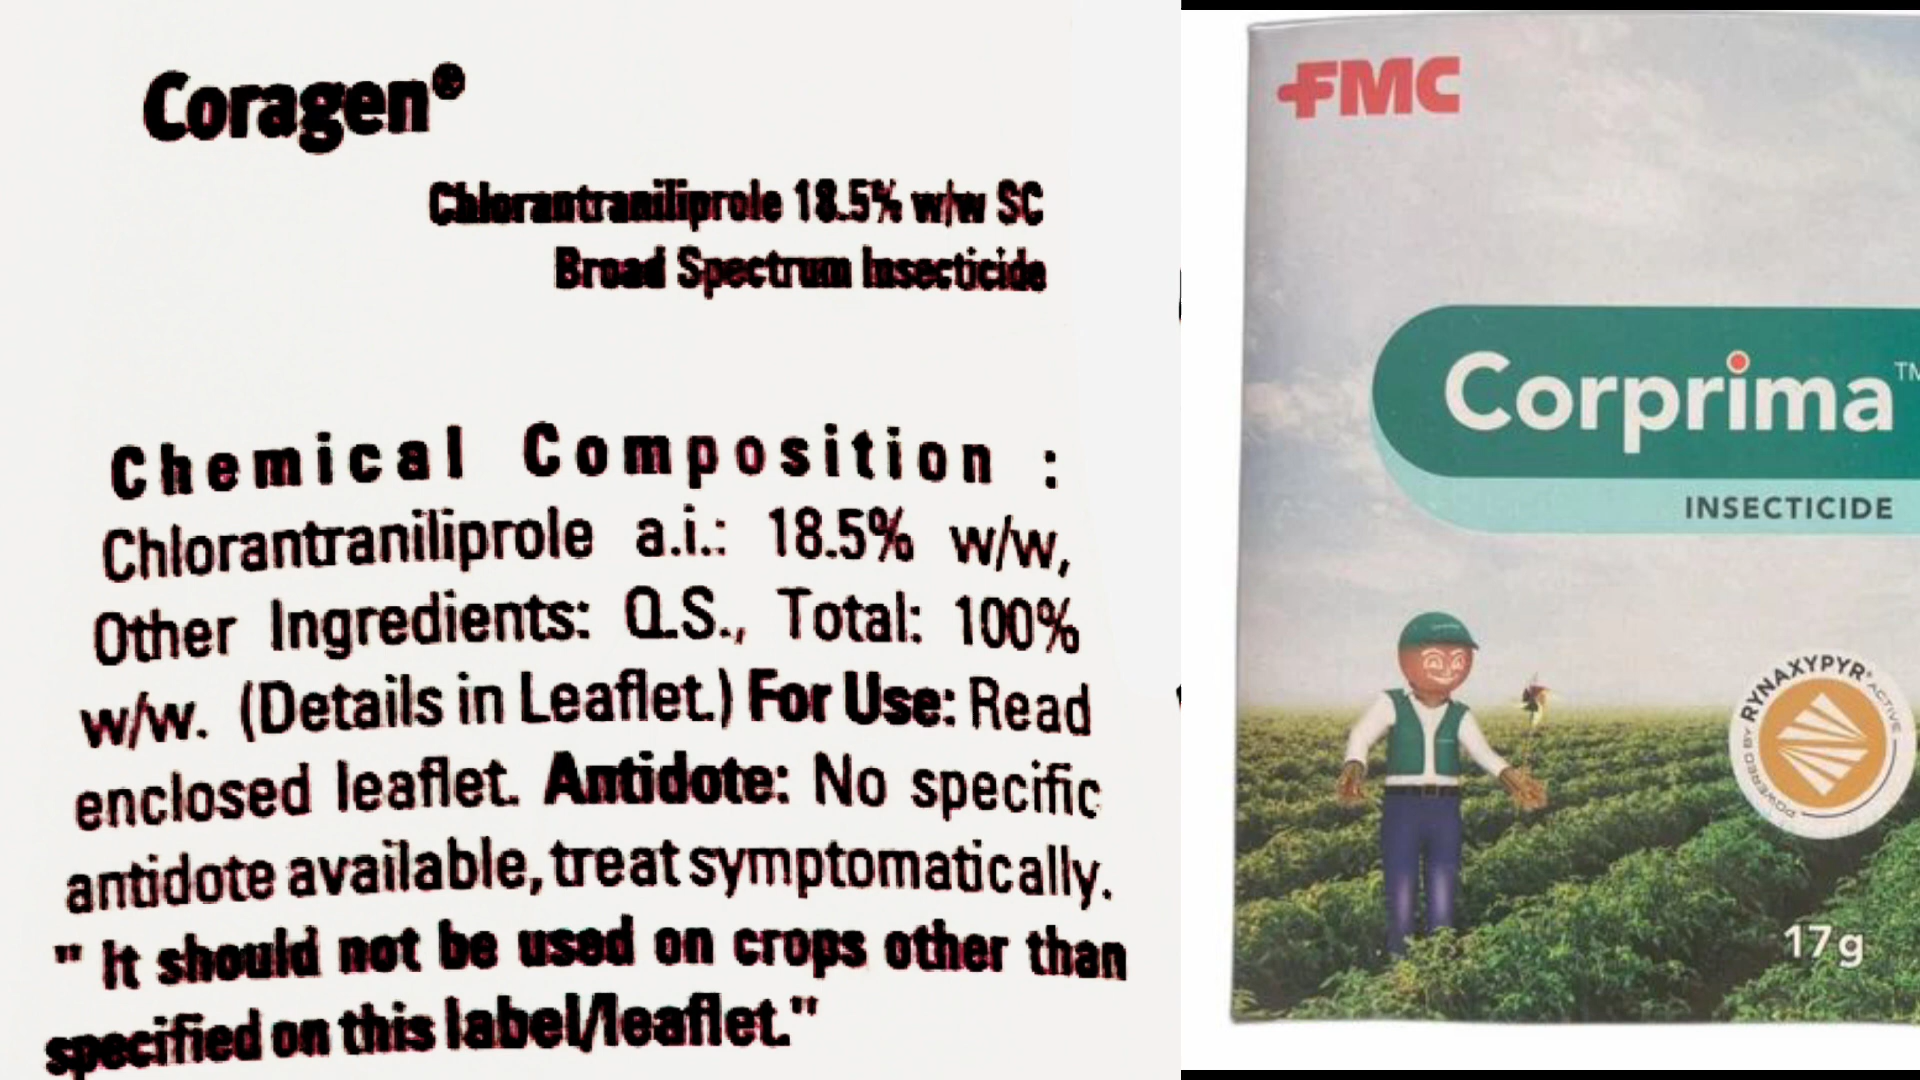 Coragen®
Chlorantraniliprole 18.5% w/w SC
Broad Spectrum Insecticide
Chemical Composition :
Chlorantraniliprole a.i.: 18.5% w/w,
Other Ingredients: Q.S., Total: 100%
w/w. (Details in Leaflet.) For Use: Read
enclosed leaflet. Antidote: No specific
antidote available, treat symptomatically.
" It should not be used on crops other than
specified on this label/leaflet."
FMC
Corprima™
INSECTICIDE
POWERED BY RYNAXYPYR® ACTIVE
17g